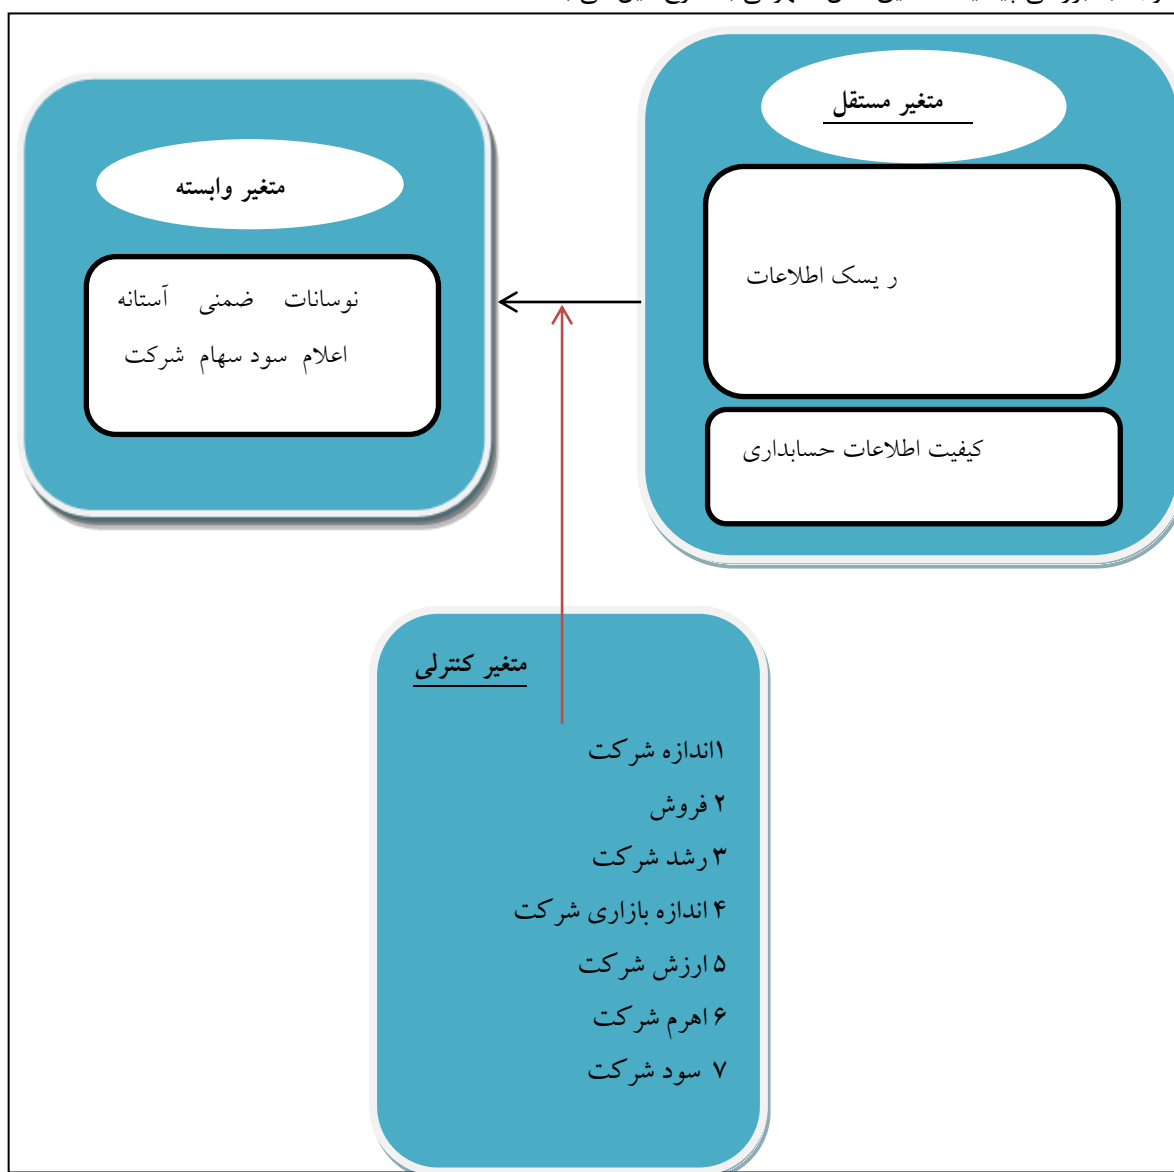 متغیر مستقل
ر یسک اطلاعات
کیفیت اطلاعات حسابداری
متغیر وابسته
نوسانات ضمنی آستانه
اعلام سود سهام شرکت
متغیر کنترلی
۱اندازه شرکت
۲ فروش
۳ رشد شرکت
۴ اندازه بازاری شرکت
۵ ارزش شرکت
۶ اهرم شرکت
۷ سود شرکت